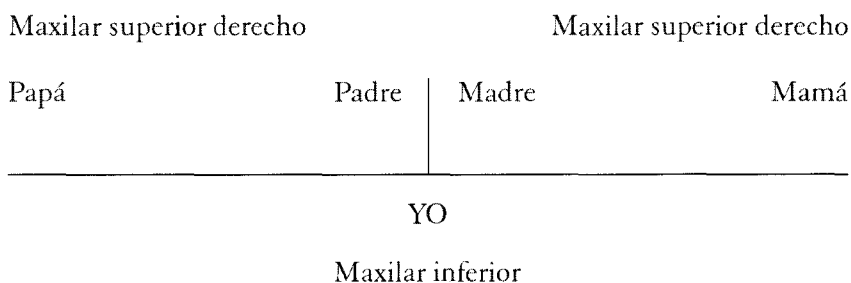 Maxilar superior derecho Maxilar superior derecho
Papá Padre Madre Mamá
YO
Maxilar inferior